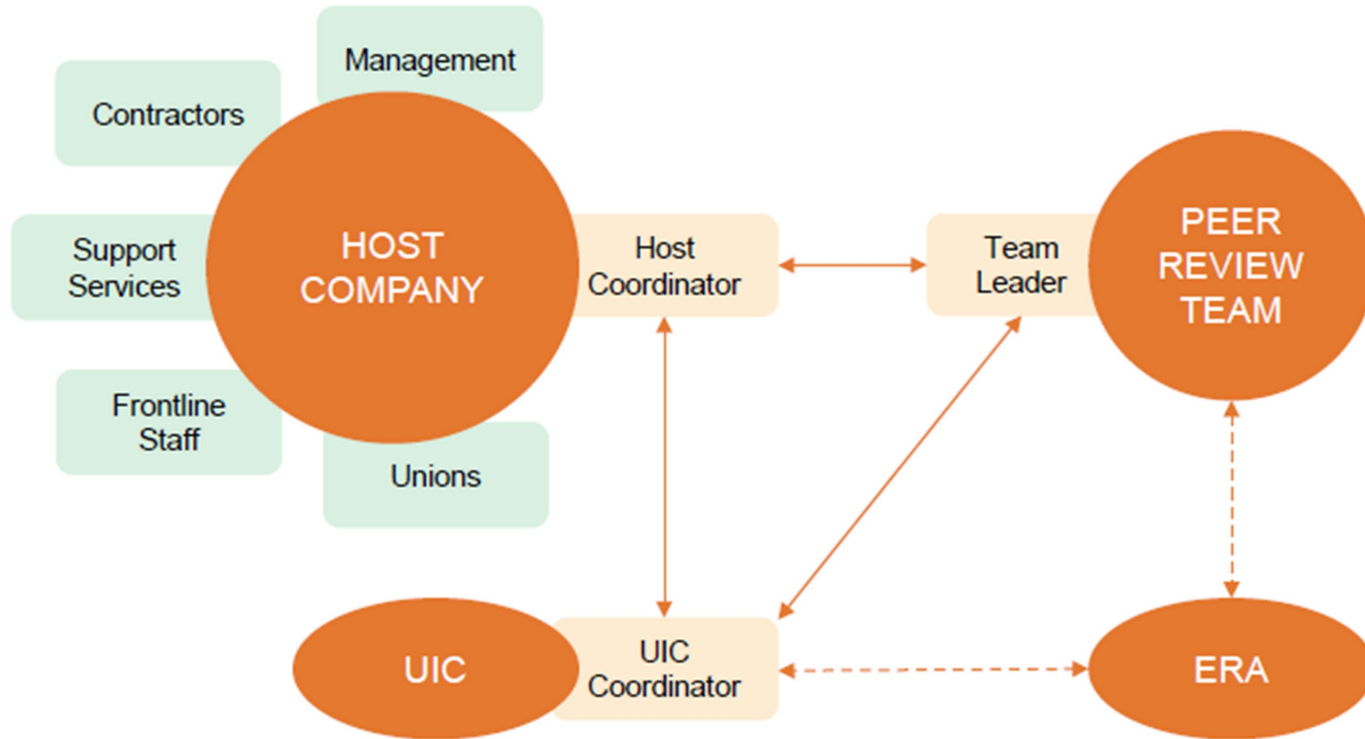 Management
Contractors
Support
Services
Frontline
Staff
Unions
HOST
COMPANY
Host
Coordinator
Team
Leader
PEER
REVIEW
TEAM
UIC
UIC
Coordinator
ERA